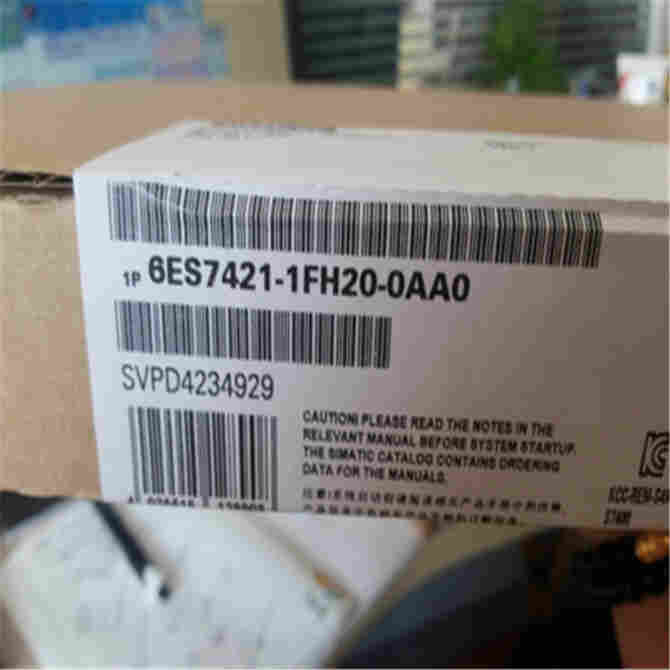 1P 6ES7421-1FH20-0AA0
SVPD4234929
CAUTION! PLEASE READ THE NOTES IN THE
RELEVANT MANUAL BEFORE SYSTEM STARTUP.
THE SIMATIC CATALOG CONTAINS ORDERING
DATA FOR THE MANUALS.